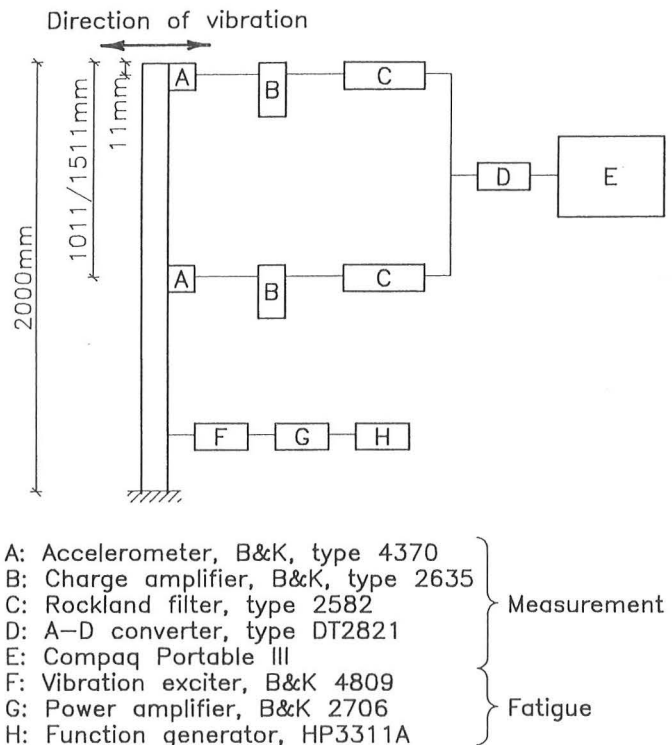 Direction of vibration
2000mm
1011/1511mm
11mm
A
B
C
D
E
A
B
C
F
G
H
A: Accelerometer, B&K, type 4370
B: Charge amplifier, B&K, type 2635
C: Rockland filter, type 2582
D: A-D converter, type DT2821
E: Compaq Portable III
F: Vibration exciter, B&K 4809
G: Power amplifier, B&K 2706
H: Function generator, HP3311A
Measurement
Fatigue